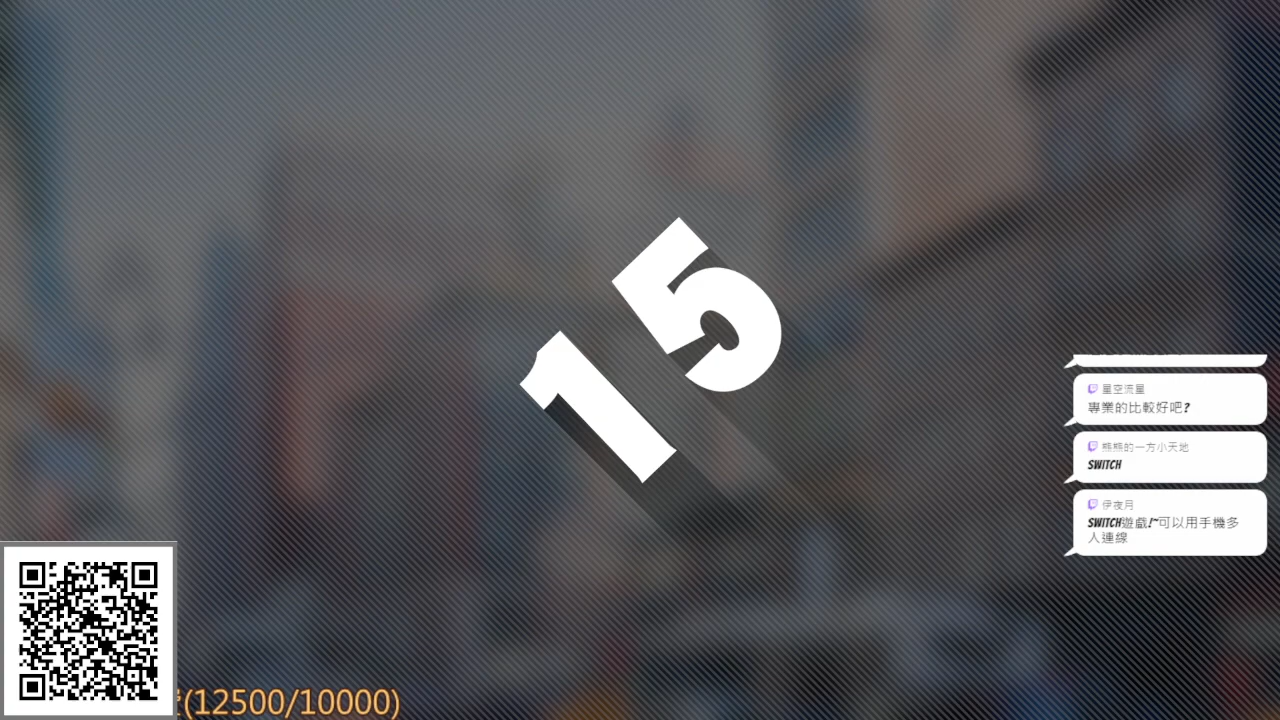 15
星空流星
專業的比較好吧?
熊熊的一方小天地
SWITCH
伊夜月
SWITCH遊戲!~可以用手機多
人連線
(12500/10000)